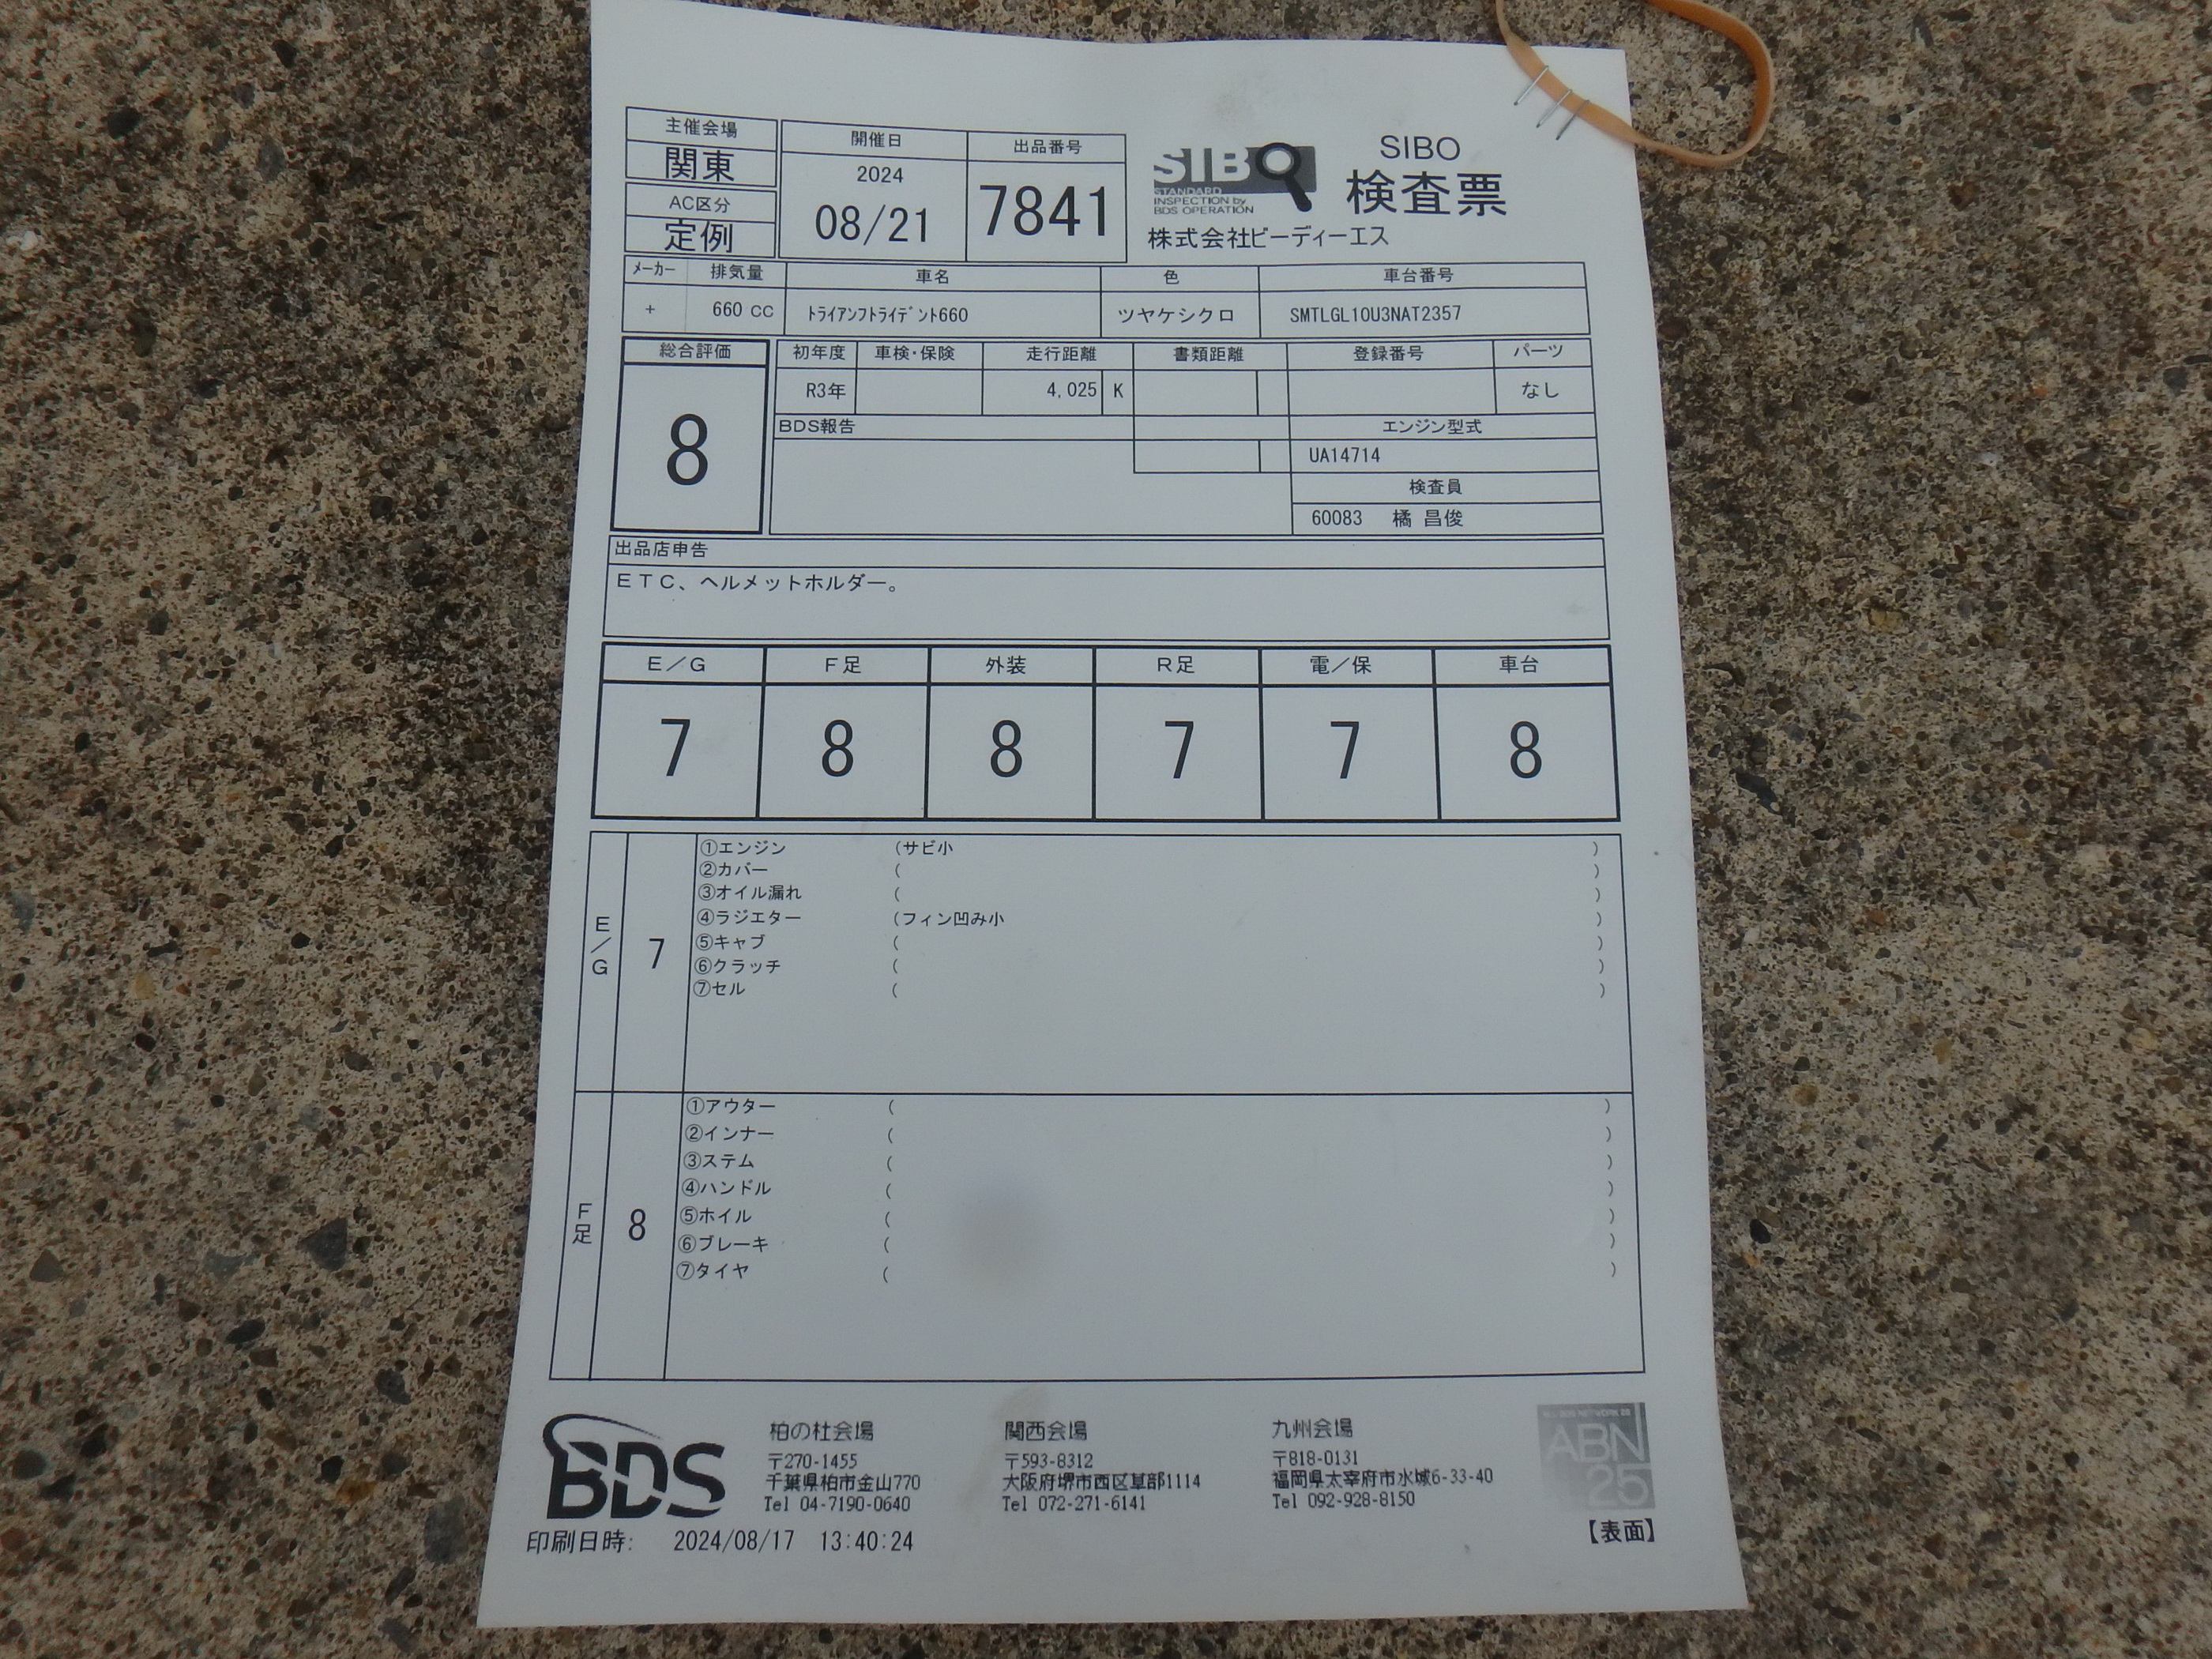 主催会場
関東
AC区分
定例
開催日
2024
08/21
出品番号
7841
SIBO
STANDARD
INSPECTION by
BDS OPERATION
株式会社ビーディーエス
SIBO
検査票
ﾒｰｶｰ 排気量 車名 色 車台番号
+ 660 CC ﾄﾗｲｱﾝﾌﾄﾗｲﾃﾞﾝﾄ660 ツヤケシクロ SMTLGL10U3NAT2357
総合評価
8
初年度 車検・保険 走行距離 書類距離 登録番号 パーツ
R3年 4,025 K なし
BDS報告 エンジン型式
UA14714
検査員
60083 橘 昌俊
出品店申告
ＥＴＣ、ヘルメットホルダー。
Ｅ／Ｇ Ｆ足 外装 Ｒ足 電／保 車台
7 8 8 7 7 8
Ｅ／Ｇ
7
①エンジン (サビ小 )
②カバー ( )
③オイル漏れ ( )
④ラジエター (フィン凹み小 )
⑤キャブ ( )
⑥クラッチ ( )
⑦セル ( )
Ｆ足
8
①アウター ( )
②インナー ( )
③ステム ( )
④ハンドル ( )
⑤ホイル ( )
⑥ブレーキ ( )
⑦タイヤ ( )
BDS
柏の杜会場
〒270-1455
千葉県柏市金山770
Tel 04-7190-0640
関西会場
〒593-8312
大阪府堺市西区草部1114
Tel 072-271-6141
九州会場
〒818-0131
福岡県太宰府市水城6-33-40
Tel 092-928-8150
ABN
25
【表面】
印刷日時: 2024/08/17 13:40:24